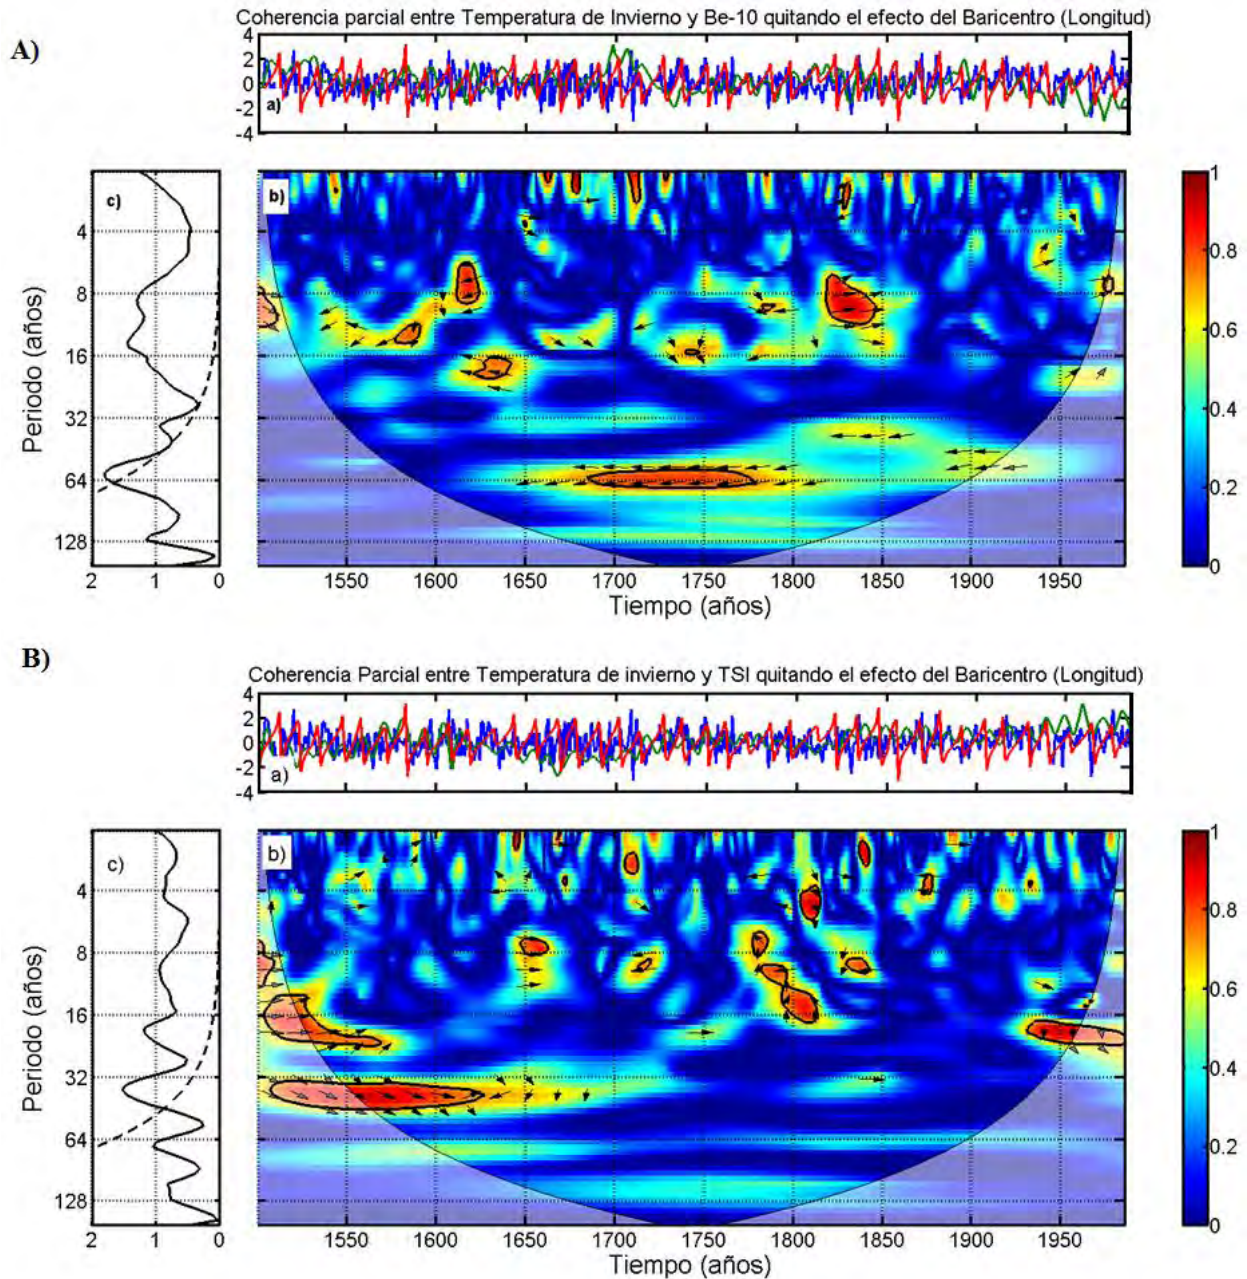 A)
Coherencia parcial entre Temperatura de Invierno y Be-10 quitando el efecto del Baricentro (Longitud)
4
2
0
-2
-4
a)
c)
b)
Periodo (años)
4
8
16
32
64
128
2 1 0
1550 1600 1650 1700 1750 1800 1850 1900 1950
Tiempo (años)
1
0.8
0.6
0.4
0.2
0
B)
Coherencia Parcial entre Temperatura de invierno y TSI quitando el efecto del Baricentro (Longitud)
4
2
0
-2
-4
a)
c)
b)
Periodo (años)
4
8
16
32
64
128
2 1 0
1550 1600 1650 1700 1750 1800 1850 1900 1950
Tiempo (años)
1
0.8
0.6
0.4
0.2
0